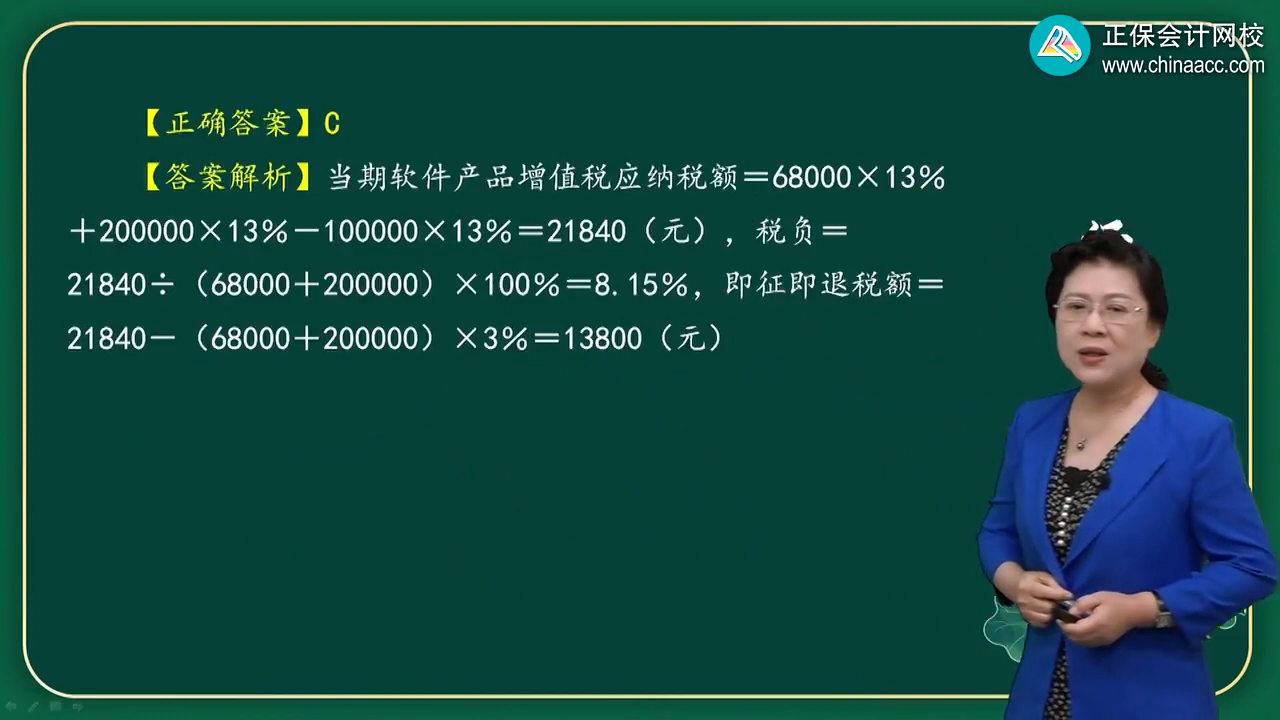 正保会计网校
www.chinaacc.com
【正确答案】C
【答案解析】当期软件产品增值税应纳税额＝68000×13%
＋200000×13%－100000×13%＝21840（元），税负＝
21840÷（68000＋200000）×100%＝8.15%，即征即退税额＝
21840－（68000＋200000）×3%＝13800（元）